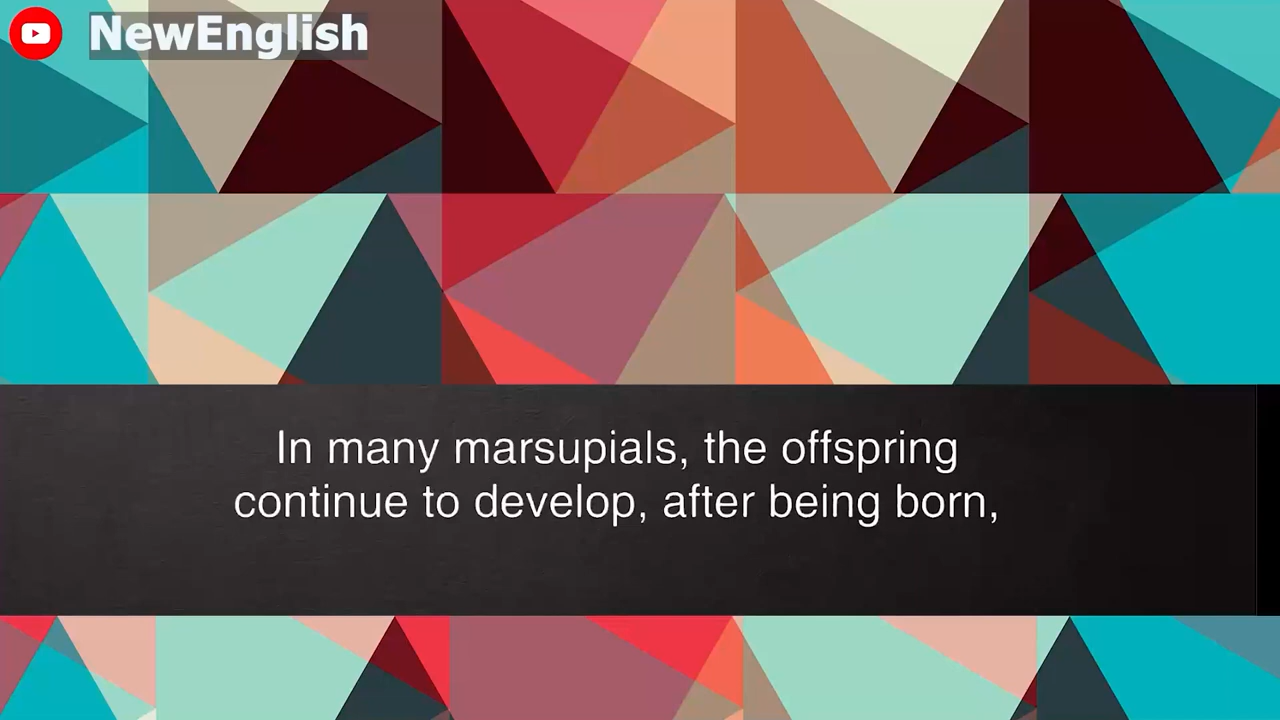 NewEnglish
In many marsupials, the offspring
continue to develop, after being born,